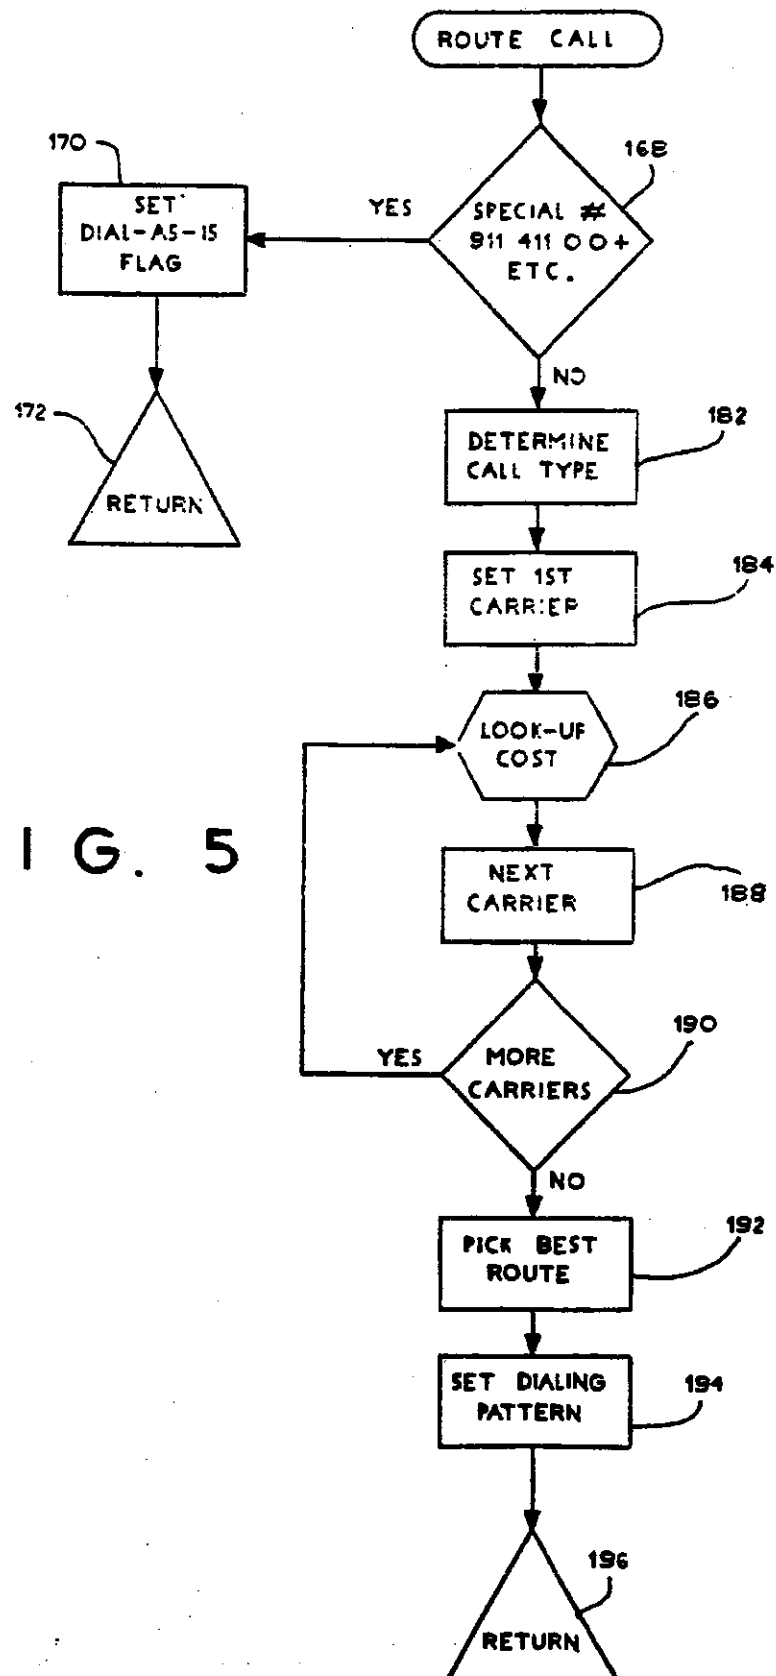 ROUTE CALL
168
170
SET
DIAL-AS-IS
FLAG
YES
SPECIAL #
911 411 0 0+
ETC.
NO
172
RETURN
182
DETERMINE
CALL TYPE
184
SET 1ST
CARRIER
186
LOOK-UP
COST
I G. 5
NEXT
CARRIER
188
190
YES
MORE
CARRIERS
NO
192
PICK BEST
ROUTE
194
SET DIALING
PATTERN
196
RETURN